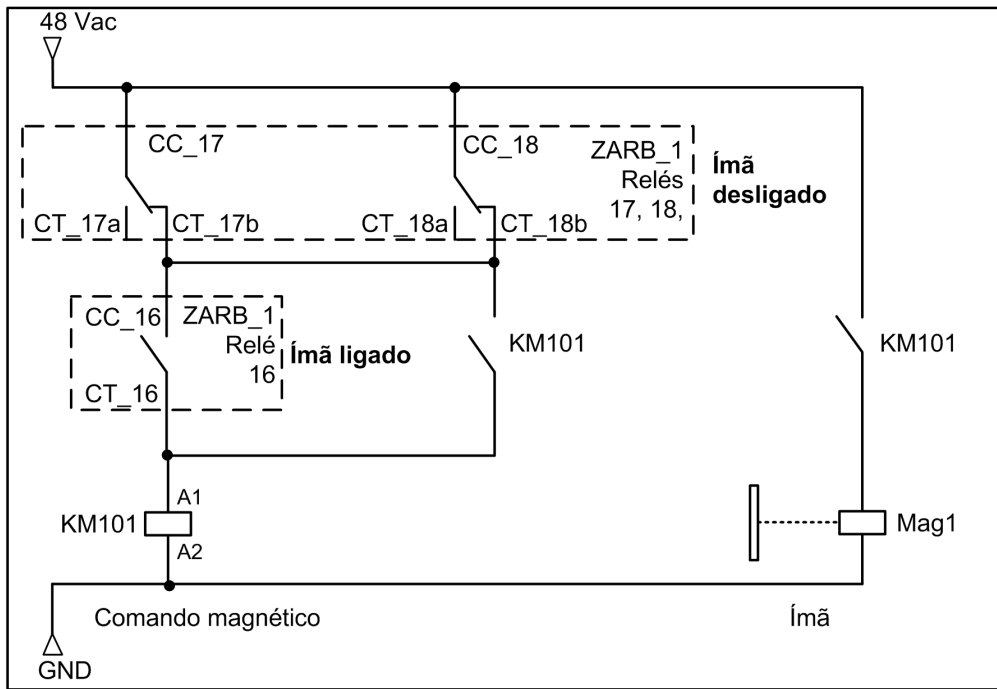 48 Vac
CC_17
CC_18
ZARB_1
Relés
17, 18,
Ímã
desligado
CT_17a
CT_17b
CT_18a
CT_18b
CC_16
ZARB_1
Relé
16
CT_16
Ímã ligado
KM101
KM101
A1
KM101
A2
Mag1
Comando magnético
Ímã
GND